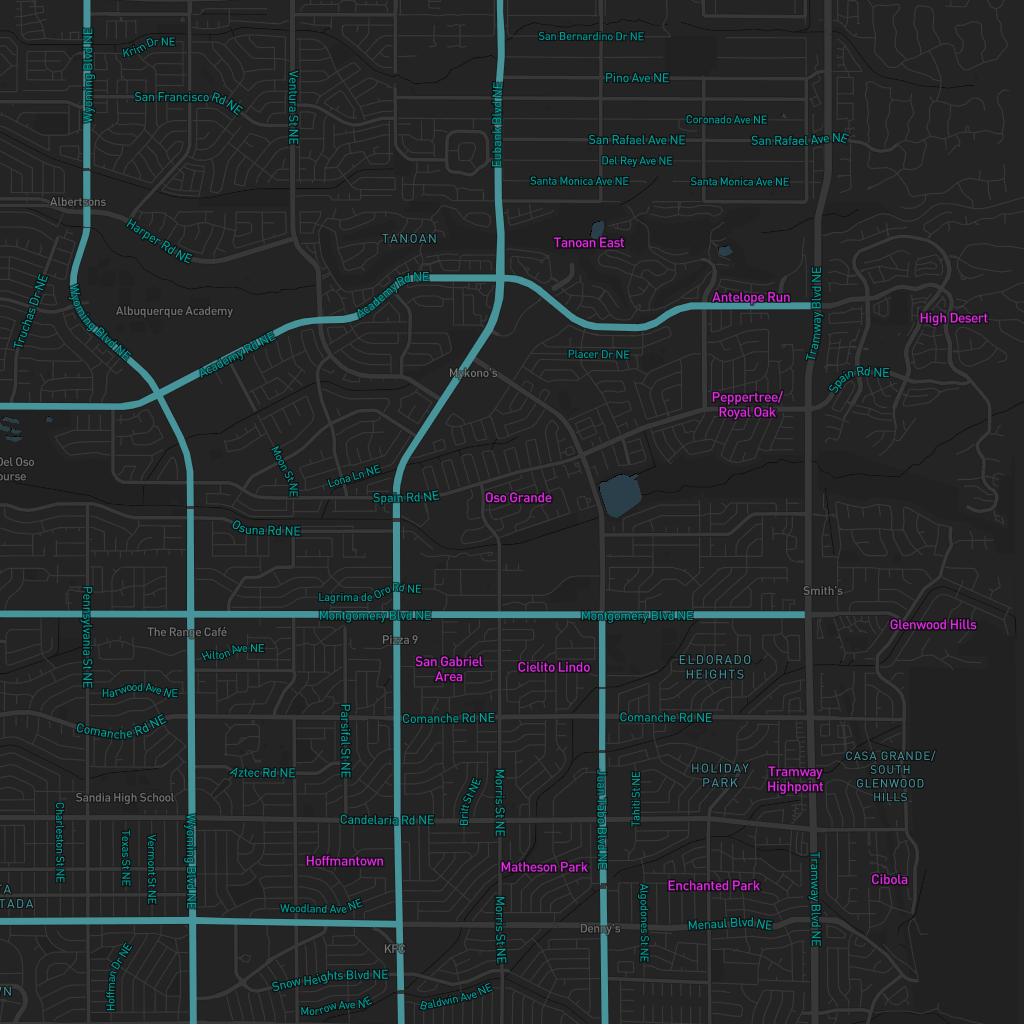 San Bernardino Dr NE
Krim Dr NE
Wyoming Blvd NE
Pino Ave NE
Ventura St NE
San Francisco Rd NE
Eubank Blvd NE
Coronado Ave NE
San Rafael Ave NE
San Rafael Ave NE
Del Rey Ave NE
Santa Monica Ave NE
Santa Monica Ave NE
Albertsons
Harper Rd NE
TANOAN
Tanoan East
Academy Rd NE
Truchas Dr NE
Antelope Run
Tramway Blvd NE
Albuquerque Academy
High Desert
Wyoming Blvd NE
Academy Rd NE
Placer Dr NE
Mykono's
Spain Rd NE
Peppertree/
Royal Oak
Del Oso
ourse
Moon St NE
Lona Ln NE
Spain Rd NE
Oso Grande
Osuna Rd NE
Lagrima de Oro Rd NE
Smith's
Pennsylvania St NE
Montgomery Blvd NE
Montgomery Blvd NE
Glenwood Hills
The Range Café
Pizza 9
Hilton Ave NE
San Gabriel
Area
Cielito Lindo
ELDORADO
HEIGHTS
Harwood Ave NE
Comanche Rd NE
Comanche Rd NE
Comanche Rd NE
Parsifal St NE
Aztec Rd NE
HOLIDAY
PARK
Tramway
Highpoint
CASA GRANDE/
SOUTH
GLENWOOD
HILLS
Sandia High School
Britt St NE
Morris St NE
Juan Tabo Blvd NE
Tahiti St NE
Candelaria Rd NE
Charleston St NE
Texas St NE
Vermont St NE
Wyoming Blvd NE
Hoffmantown
Matheson Park
Enchanted Park
Cibola
TA
TADA
Woodland Ave NE
Morris St NE
Denny's
Algodones St NE
Menaul Blvd NE
Tramway Blvd NE
KFC
Hoffman Dr NE
Snow Heights Blvd NE
WN
Morrow Ave NE
Baldwin Ave NE